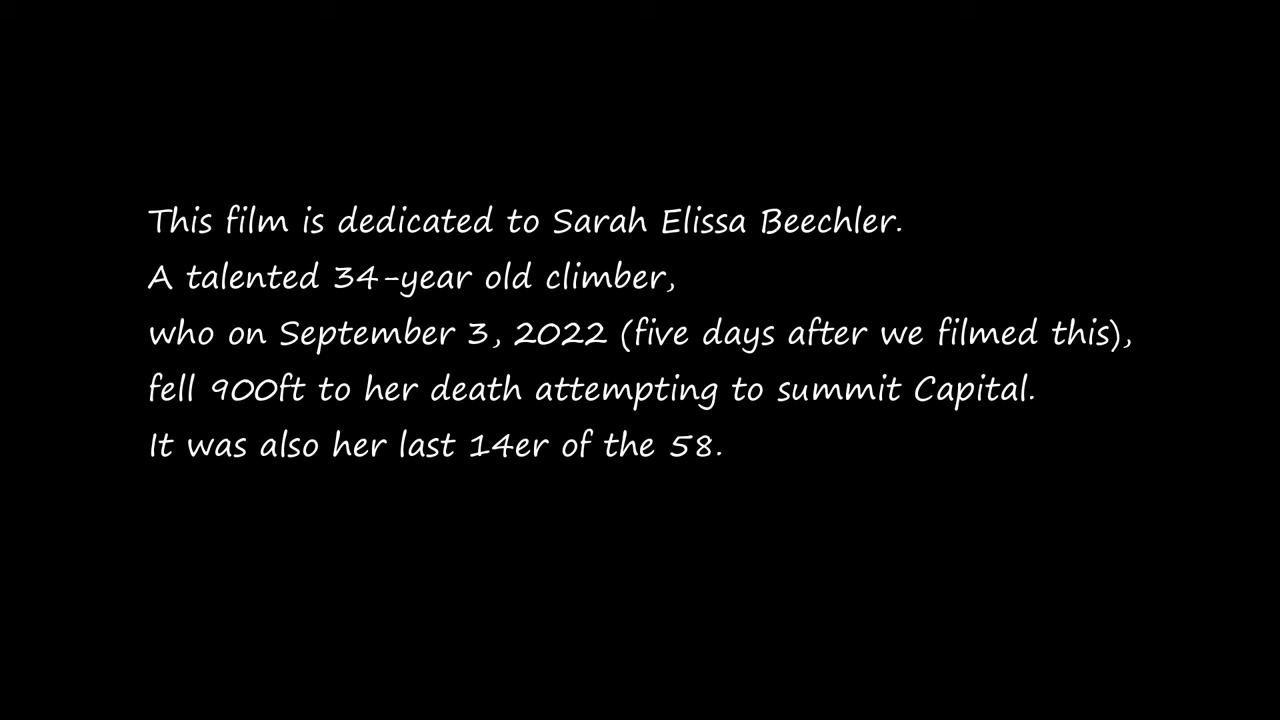 This film is dedicated to Sarah Elissa Beechler.
A talented 34-year old climber,
who on September 3, 2022 (five days after we filmed this),
fell 900ft to her death attempting to summit Capital.
It was also her last 14er of the 58.